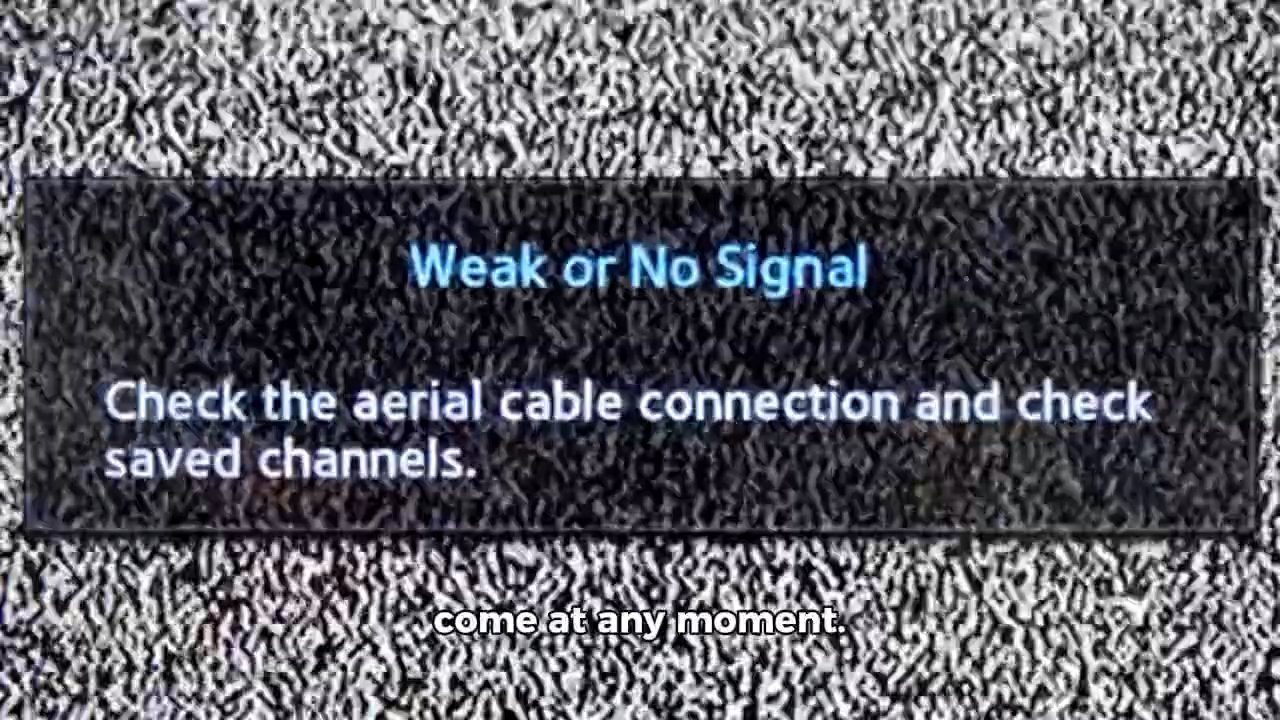 Weak or No Signal
Check the aerial cable connection and check
saved channels.
come at any moment.